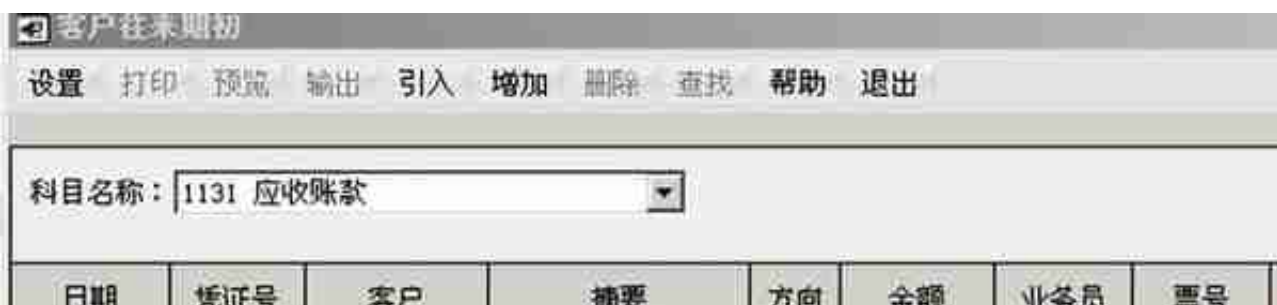 客户往来期初
设置 打印 预览 输出 引入 增加 删除 查找 帮助 退出
科目名称：1131 应收账款
日期 凭证号 客户 摘要 方向 金额 业务员 票号